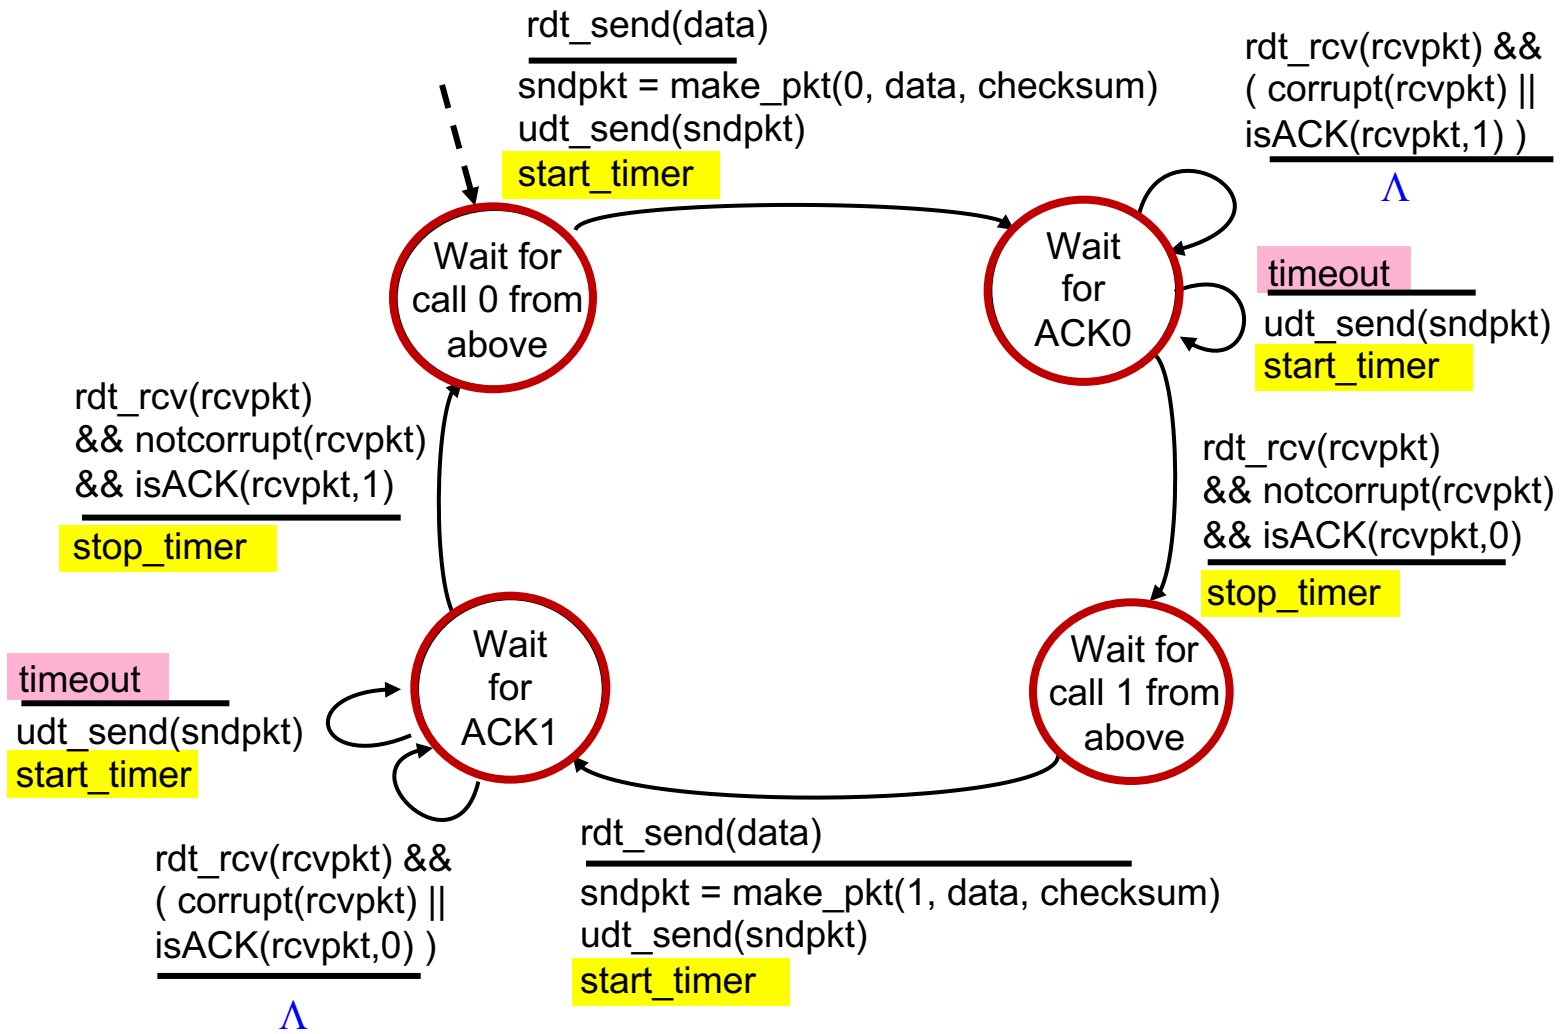 rdt_send(data)
sndpkt = make_pkt(0, data, checksum)
udt_send(sndpkt)
start_timer
rdt_rcv(rcvpkt) &&
( corrupt(rcvpkt) ||
isACK(rcvpkt,1) )
Λ
Wait for
call 0 from
above
Wait
for
ACK0
timeout
udt_send(sndpkt)
start_timer
rdt_rcv(rcvpkt)
&& notcorrupt(rcvpkt)
&& isACK(rcvpkt,1)
stop_timer
rdt_rcv(rcvpkt)
&& notcorrupt(rcvpkt)
&& isACK(rcvpkt,0)
stop_timer
Wait
for
ACK1
Wait for
call 1 from
above
timeout
udt_send(sndpkt)
start_timer
rdt_rcv(rcvpkt) &&
( corrupt(rcvpkt) ||
isACK(rcvpkt,0) )
Λ
rdt_send(data)
sndpkt = make_pkt(1, data, checksum)
udt_send(sndpkt)
start_timer